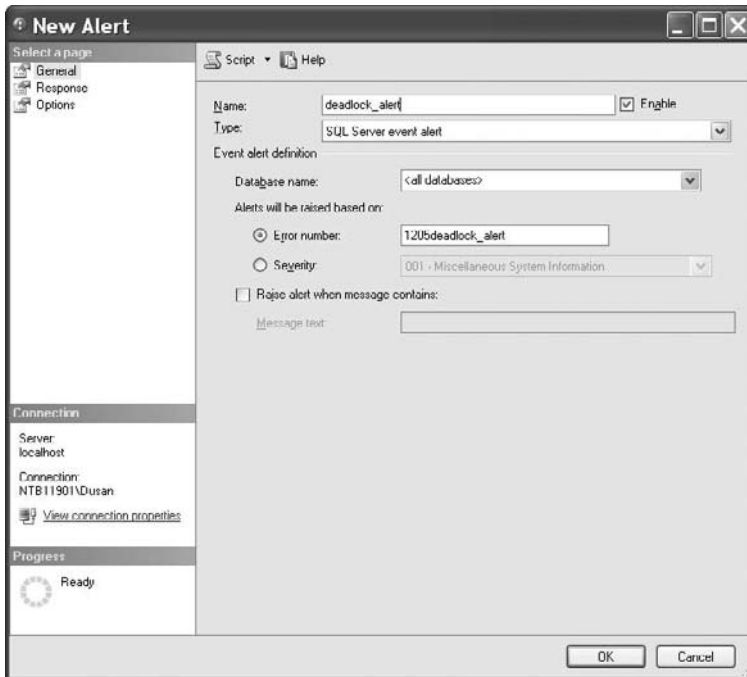 New Alert
Select a page
General
Response
Options
Script
Help
Name:
deadlock_alert
Enable
Type:
SQL Server event alert
Event alert definition
Database name:
<all databases>
Alerts will be raised based on:
Error number:
1205deadlock_alert
Severity:
001 - Miscellaneous System Information
Raise alert when message contains:
Message text:
Connection
Server:
localhost
Connection:
NTB11901\Dusan
View connection properties
Progress
Ready
OK
Cancel